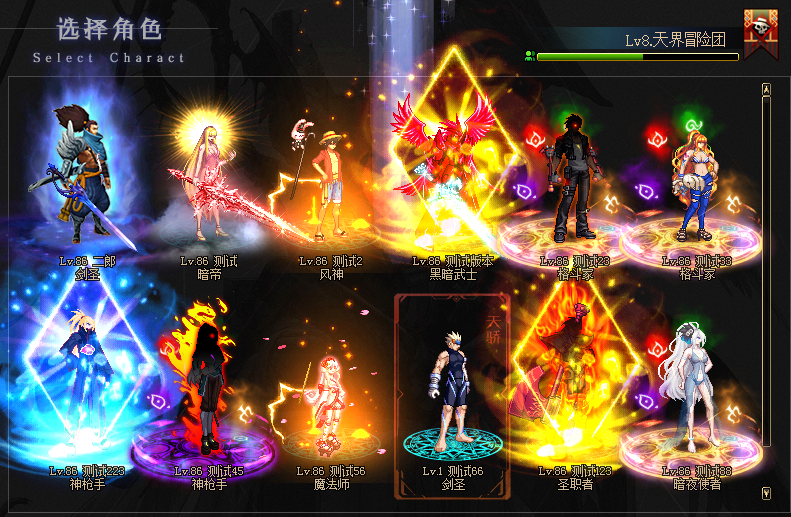 选择角色
Select Charact
Lv8.天界冒险团
Lv.86 二郎
剑圣
Lv.86 测试
暗帝
Lv.86 测试2
风神
Lv.86 测试版本
黑暗武士
Lv.86 测试23
格斗家
Lv.86 测试33
格斗家
天骄
Lv.86 测试223
神枪手
Lv.86 测试45
神枪手
Lv.86 测试56
魔法师
Lv.1 测试66
剑圣
Lv.86 测试123
圣职者
Lv.86 测试88
暗夜使者